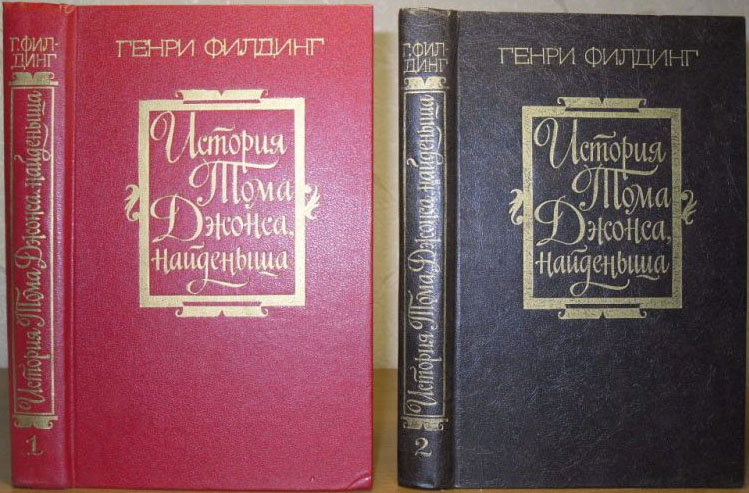 Г. ФИЛ-
ДИНГ
История Тома Джонса, найденыша
1
ГЕНРИ ФИЛДИНГ
История
Тома
Джонса,
найденыша
Г. ФИЛ-
ДИНГ
История Тома Джонса, найденыша
2
ГЕНРИ ФИЛДИНГ
История
Тома
Джонса,
найденыша